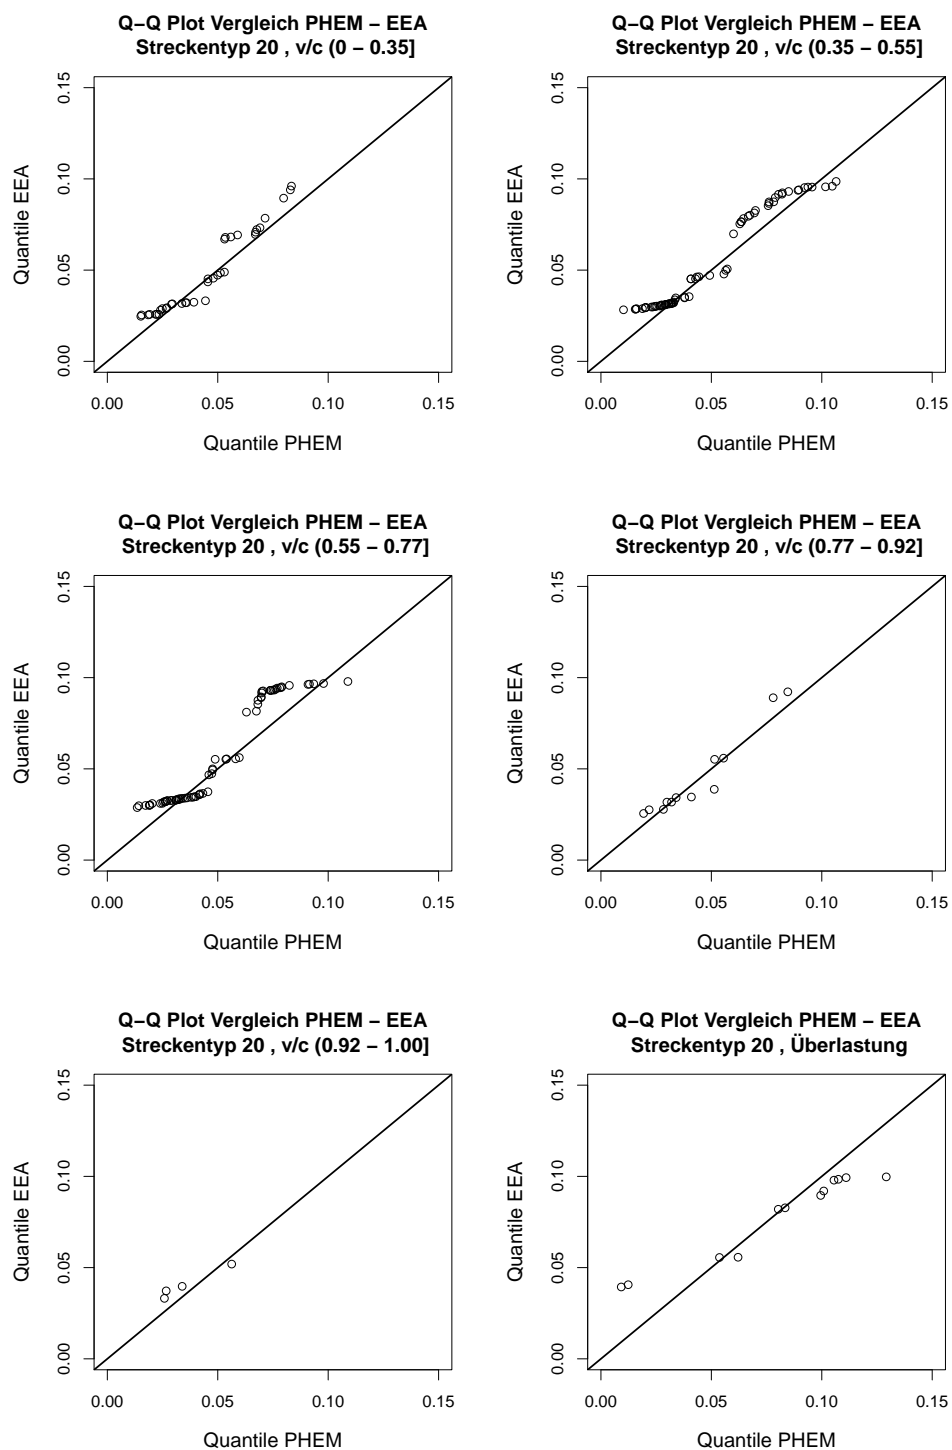 Q−Q Plot Vergleich PHEM − EEA
Streckentyp 20 , v/c (0 − 0.35]
Quantile EEA
0.15
0.10
0.05
0.00
0.00 0.05 0.10 0.15
Quantile PHEM
Q−Q Plot Vergleich PHEM − EEA
Streckentyp 20 , v/c (0.35 − 0.55]
Quantile EEA
0.15
0.10
0.05
0.00
0.00 0.05 0.10 0.15
Quantile PHEM
Q−Q Plot Vergleich PHEM − EEA
Streckentyp 20 , v/c (0.55 − 0.77]
Quantile EEA
0.15
0.10
0.05
0.00
0.00 0.05 0.10 0.15
Quantile PHEM
Q−Q Plot Vergleich PHEM − EEA
Streckentyp 20 , v/c (0.77 − 0.92]
Quantile EEA
0.15
0.10
0.05
0.00
0.00 0.05 0.10 0.15
Quantile PHEM
Q−Q Plot Vergleich PHEM − EEA
Streckentyp 20 , v/c (0.92 − 1.00]
Quantile EEA
0.15
0.10
0.05
0.00
0.00 0.05 0.10 0.15
Quantile PHEM
Q−Q Plot Vergleich PHEM − EEA
Streckentyp 20 , Überlastung
Quantile EEA
0.15
0.10
0.05
0.00
0.00 0.05 0.10 0.15
Quantile PHEM